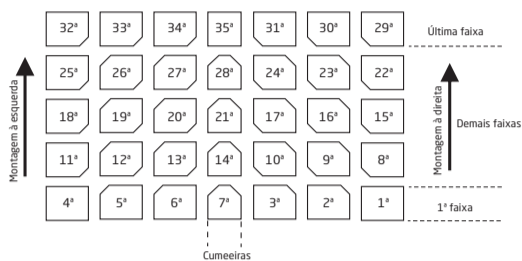 32ª 33ª 34ª 35ª 31ª 30ª 29ª
Última faixa
25ª 26ª 27ª 28ª 24ª 23ª 22ª
18ª 19ª 20ª 21ª 17ª 16ª 15ª
11ª 12ª 13ª 14ª 10ª 9ª 8ª
4ª 5ª 6ª 7ª 3ª 2ª 1ª
Montagem à esquerda
Montagem à direita
Demais faixas
1ª faixa
Cumeeiras